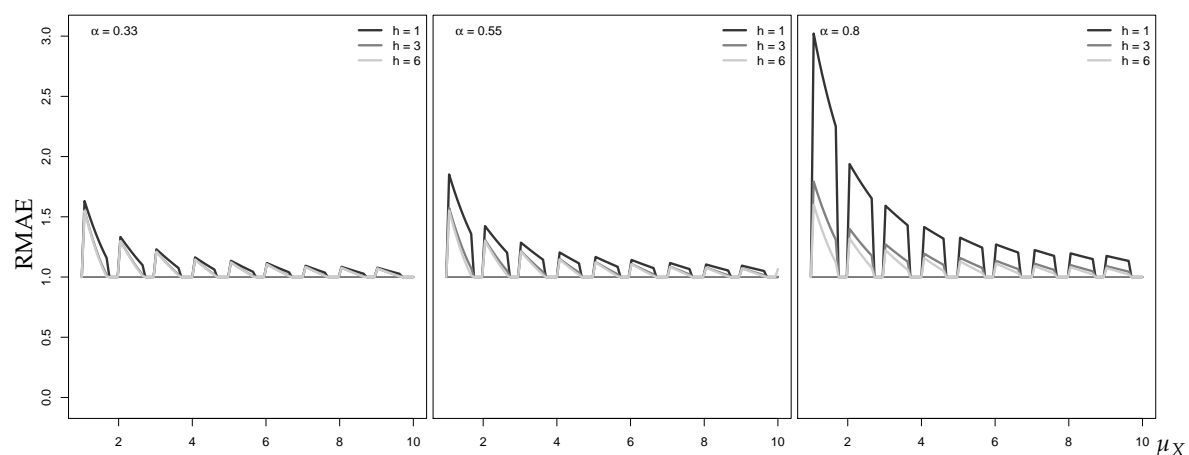 α = 0.33
h = 1
h = 3
h = 6
α = 0.55
h = 1
h = 3
h = 6
α = 0.8
h = 1
h = 3
h = 6
RMAE
3.0
2.5
2.0
1.5
1.0
0.5
0.0
2 4 6 8 10
2 4 6 8 10
2 4 6 8 10
μX